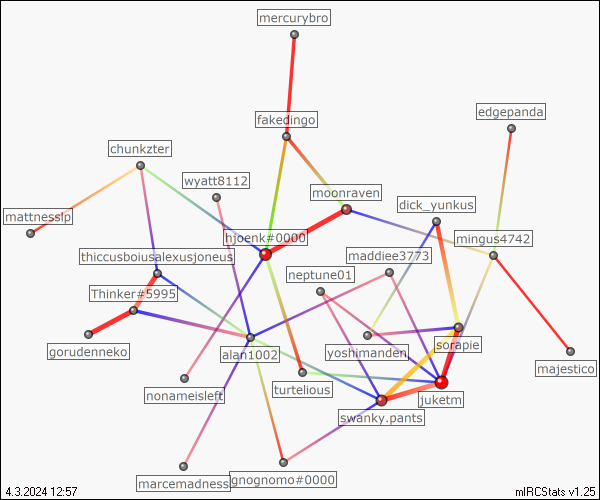 mercurybro
edgepanda
fakedingo
chunkzter
wyatt8112
moonraven
dick_yunkus
mattnesslp
hjoenk#0000
mingus4742
thiccusboiusalexusjoneus
maddiee3773
neptune01
Thinker#5995
gorudenneko
alan1002
yoshimanden
sorapie
majestico
nonameisleft
turtelious
juketm
swanky.pants
marcemadness
gnognomo#0000
4.3.2024 12:57
mIRCStats v1.25